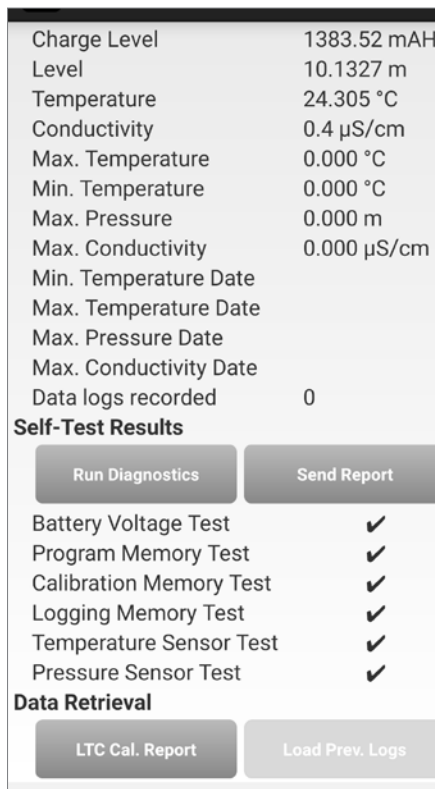 Charge Level 1383.52 mAH
Level 10.1327 m
Temperature 24.305 °C
Conductivity 0.4 µS/cm
Max. Temperature 0.000 °C
Min. Temperature 0.000 °C
Max. Pressure 0.000 m
Max. Conductivity 0.000 µS/cm
Min. Temperature Date
Max. Temperature Date
Max. Pressure Date
Max. Conductivity Date
Data logs recorded 0
Self-Test Results
Run Diagnostics Send Report
Battery Voltage Test ✔
Program Memory Test ✔
Calibration Memory Test ✔
Logging Memory Test ✔
Temperature Sensor Test ✔
Pressure Sensor Test ✔
Data Retrieval
LTC Cal. Report Load Prev. Logs